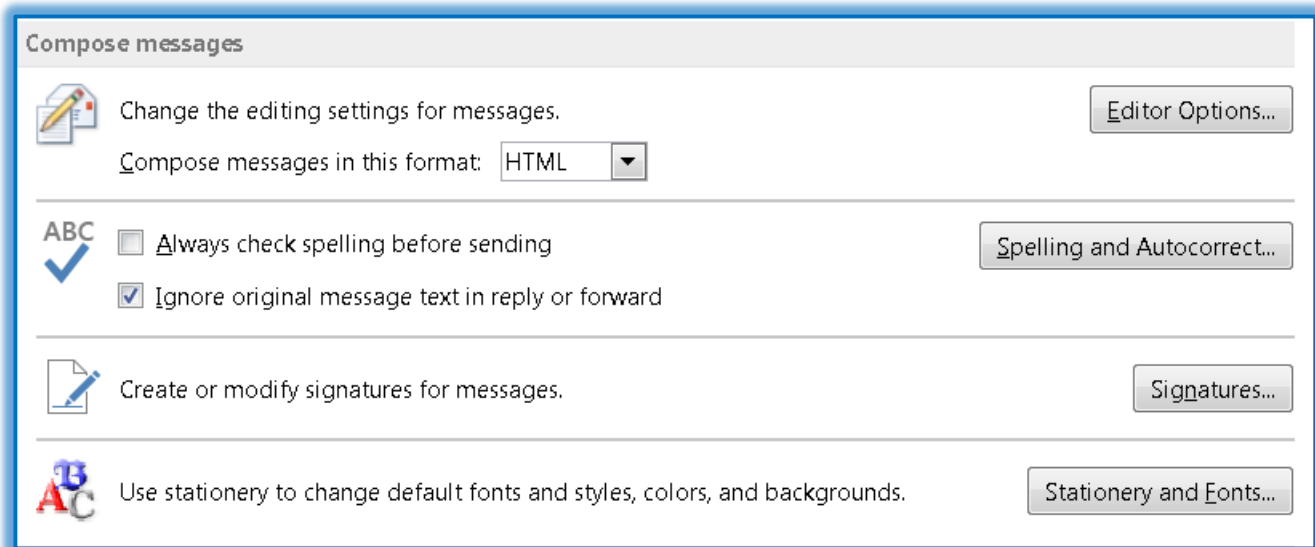 Compose messages
Change the editing settings for messages.
Editor Options...
Compose messages in this format: HTML
ABC
Always check spelling before sending
Spelling and Autocorrect...
Ignore original message text in reply or forward
Create or modify signatures for messages.
Signatures...
ABC
Use stationery to change default fonts and styles, colors, and backgrounds.
Stationery and Fonts...